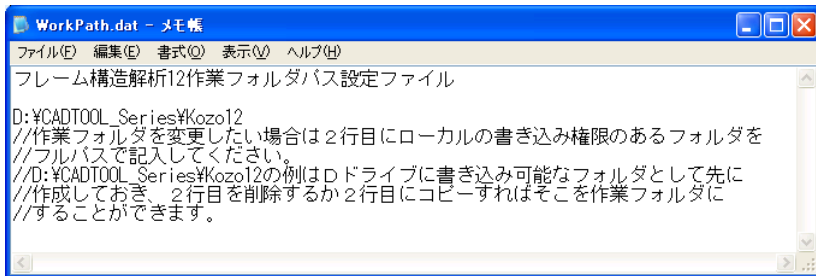 WorkPath.dat - メモ帳
ファイル(F) 編集(E) 書式(O) 表示(V) ヘルプ(H)
フレーム構造解析12作業フォルダパス設定ファイル
D:¥CADTOOL_Series¥Kozo12
//作業フォルダを変更したい場合は２行目にローカルの書き込み権限のあるフォルダを
//フルパスで記入してください。
//D:¥CADTOOL_Series¥Kozo12の例はＤドライブに書き込み可能なフォルダとして先に
//作成しておき、２行目を削除するか２行目にコピーすればそこを作業フォルダに
//することができます。